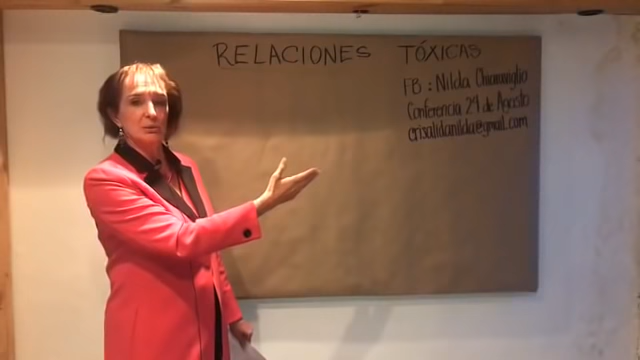 RELACIONES TÓXICAS
FB : Nilda Chiaraviglio
Conferencia 29 de Agosto
crisalidanilda@gmail.com